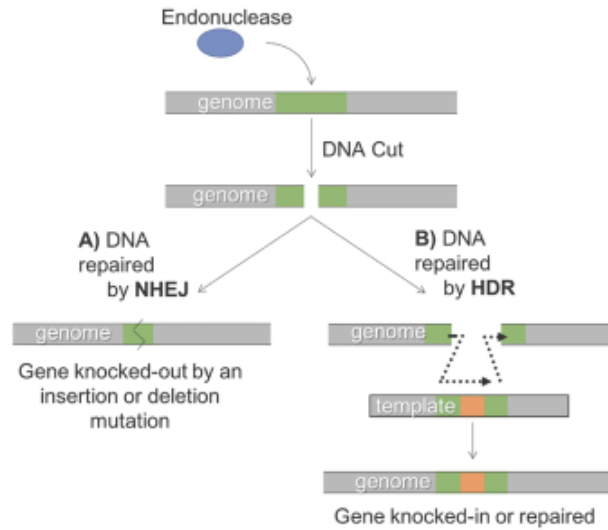 Endonuclease
genome
DNA Cut
genome
A) DNA
repaired
by NHEJ
B) DNA
repaired
by HDR
genome
Gene knocked-out by an
insertion or deletion
mutation
genome
template
genome
Gene knocked-in or repaired